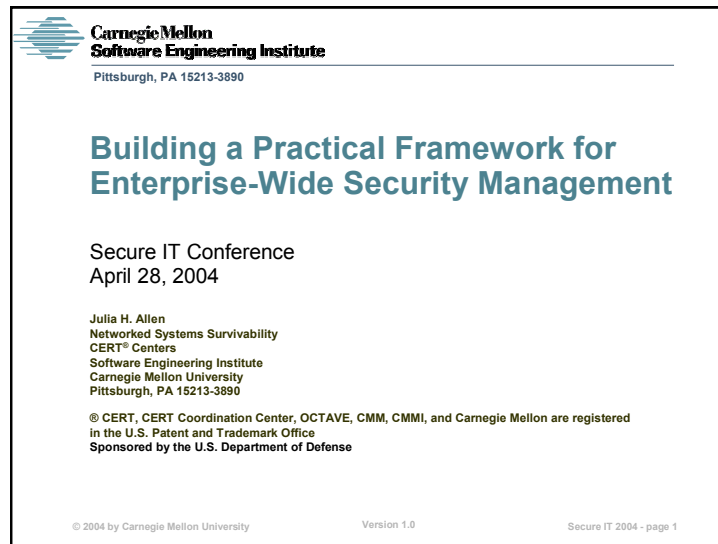 Carnegie Mellon
Software Engineering Institute
Pittsburgh, PA 15213-3890
Building a Practical Framework for
Enterprise-Wide Security Management
Secure IT Conference
April 28, 2004
Julia H. Allen
Networked Systems Survivability
CERT® Centers
Software Engineering Institute
Carnegie Mellon University
Pittsburgh, PA 15213-3890
® CERT, CERT Coordination Center, OCTAVE, CMM, CMMI, and Carnegie Mellon are registered
in the U.S. Patent and Trademark Office
Sponsored by the U.S. Department of Defense
© 2004 by Carnegie Mellon University
Version 1.0
Secure IT 2004 - page 1